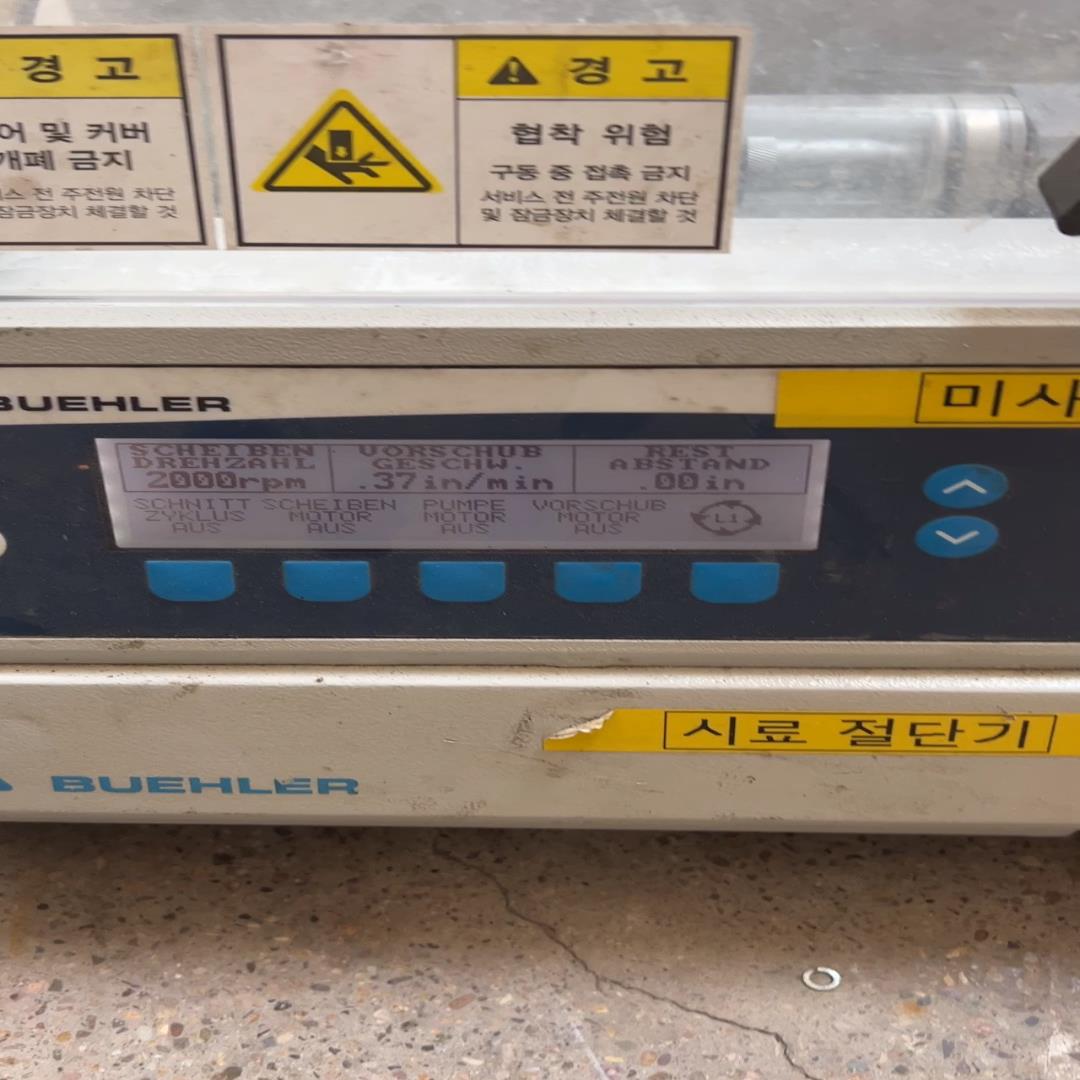 경 고
어 및 커버
개폐 금지
스 전 주전원 차단
잠금장치 체결할 것
경 고
협착 위험
구동 중 접촉 금지
서비스 전 주전원 차단
및 잠금장치 체결할 것
BUEHLER
미사
SCHEIBEN DREHZAHL
2000rpm
VORSCHUB GESCHW.
.37in/min
REST ABSTAND
.00in
SCHNITT ZYKLUS AUS
SCHEIBEN MOTOR AUS
PUMPE MOTOR AUS
VORSCHUB MOTOR AUS
L1
시료 절단기
BUEHLER